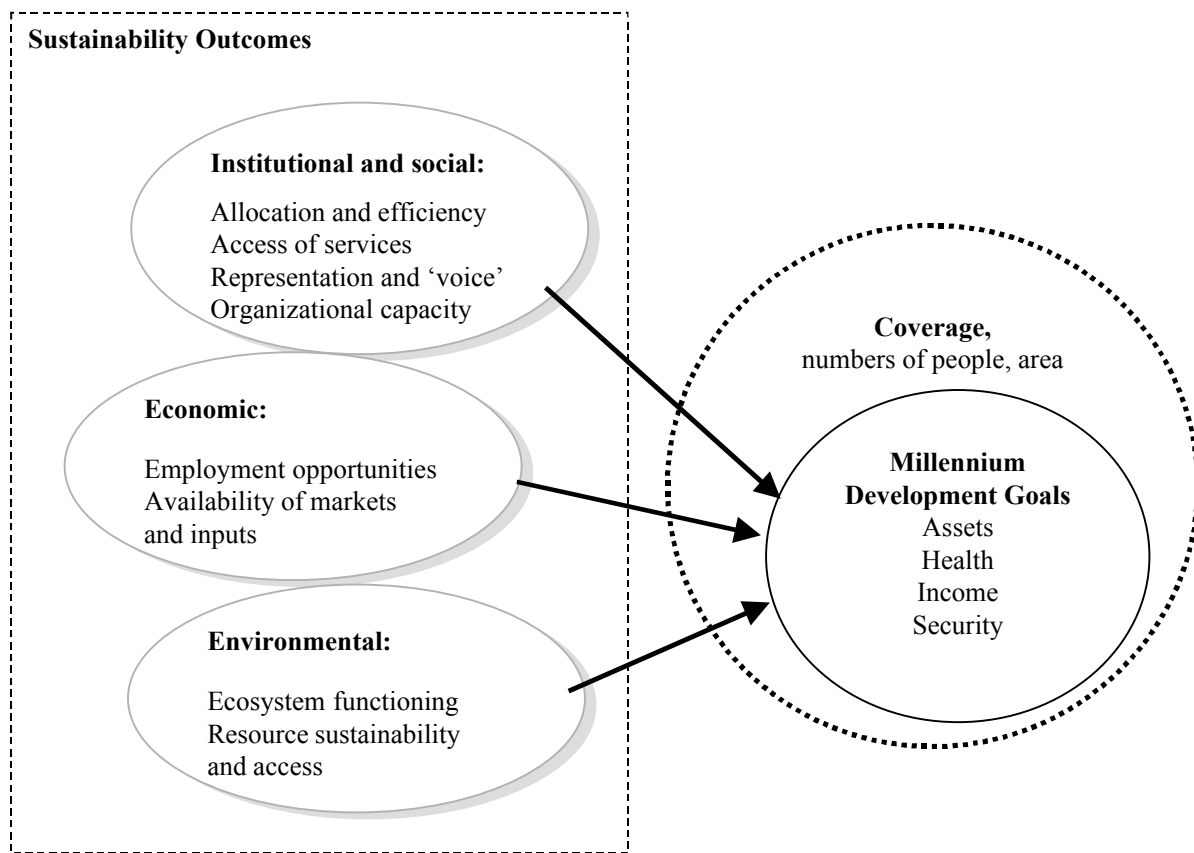 Sustainability Outcomes
Institutional and social:
Allocation and efficiency
Access of services
Representation and ‘voice’
Organizational capacity
Economic:
Employment opportunities
Availability of markets
and inputs
Environmental:
Ecosystem functioning
Resource sustainability
and access
Coverage,
numbers of people, area
Millennium
Development Goals
Assets
Health
Income
Security